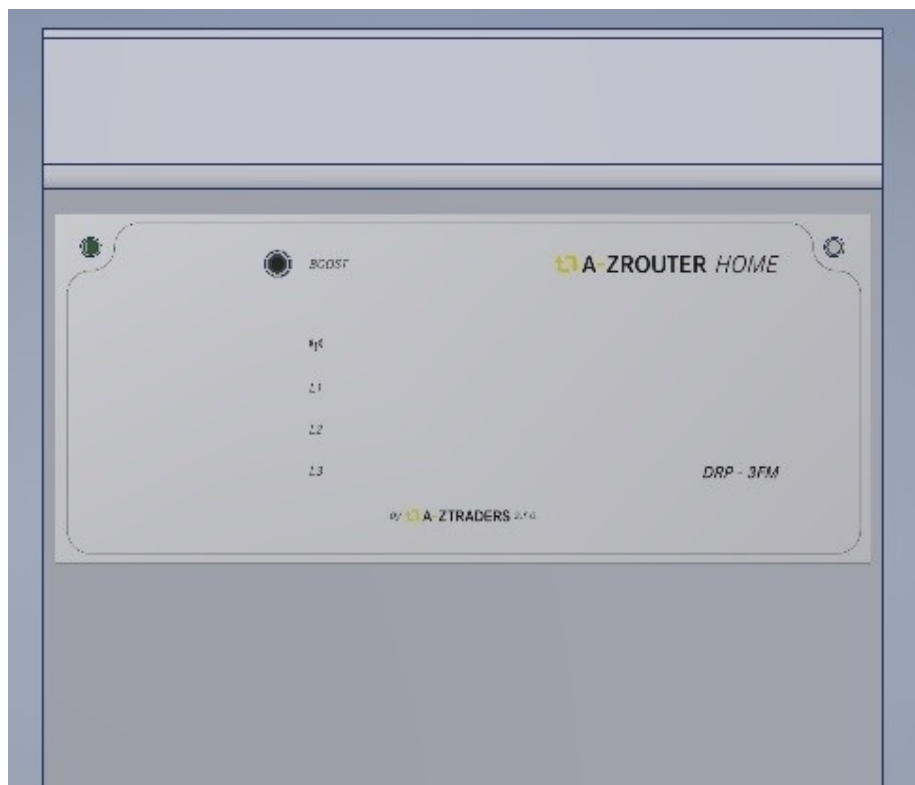 BOOST
A-ZROUTER HOME
L1
L2
L3
DRP - 3FM
By A-ZTRADERS s.r.o.